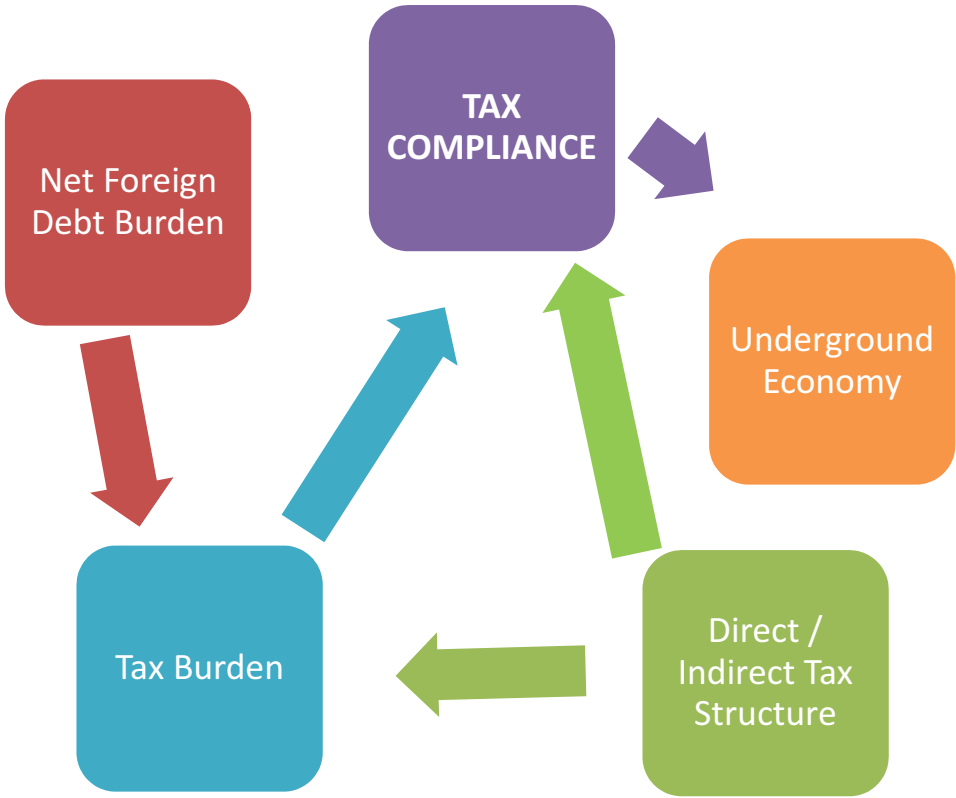 TAX
COMPLIANCE
Net Foreign
Debt Burden
Underground
Economy
Tax Burden
Direct /
Indirect Tax
Structure